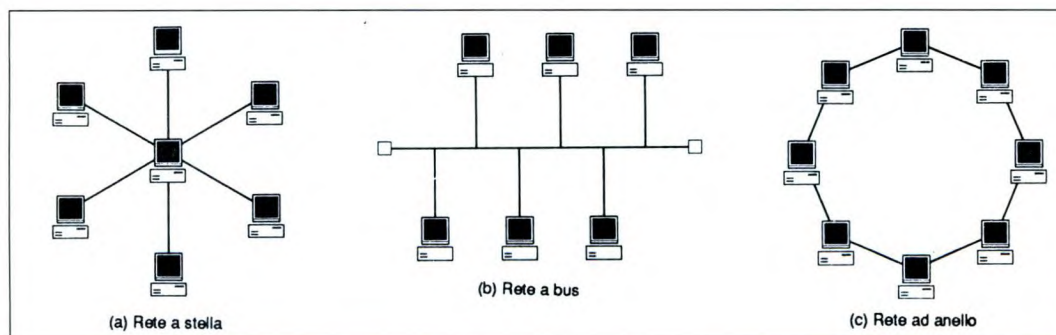 (a) Rete a stella
(b) Rete a bus
(c) Rete ad anello